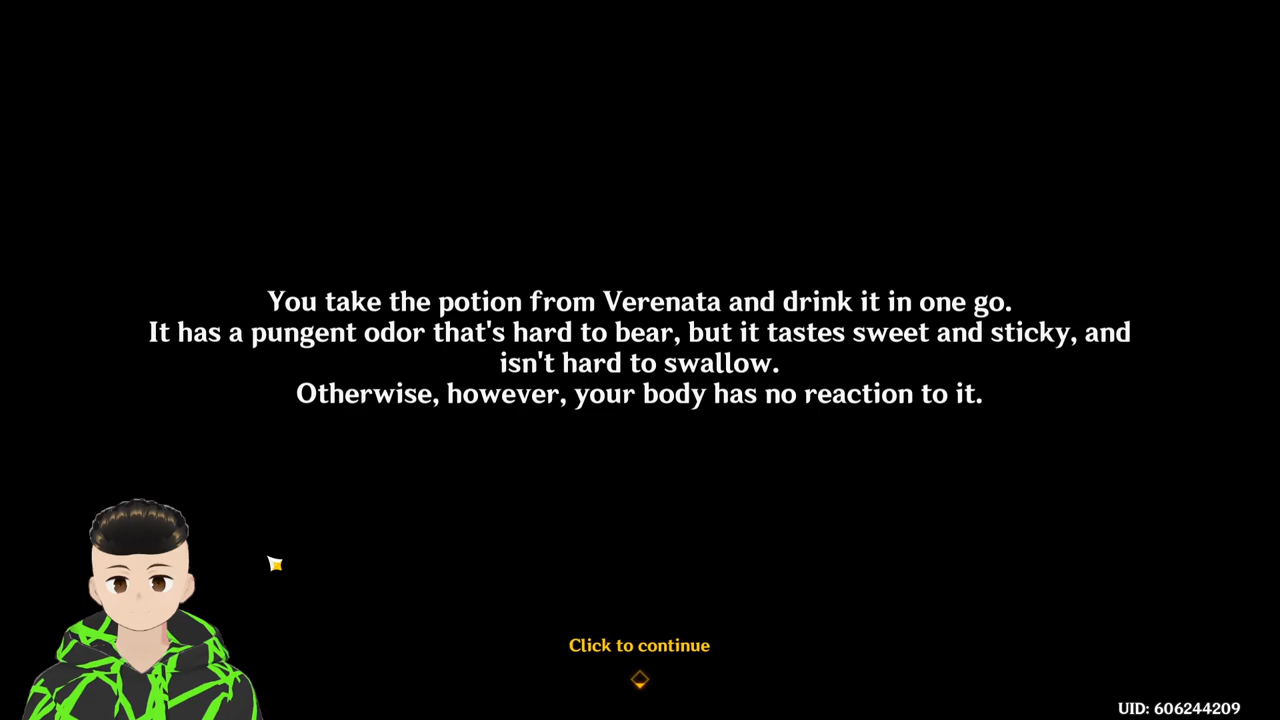 You take the potion from Verenata and drink it in one go.
It has a pungent odor that's hard to bear, but it tastes sweet and sticky, and
isn't hard to swallow.
Otherwise, however, your body has no reaction to it.
Click to continue
UID: 606244209